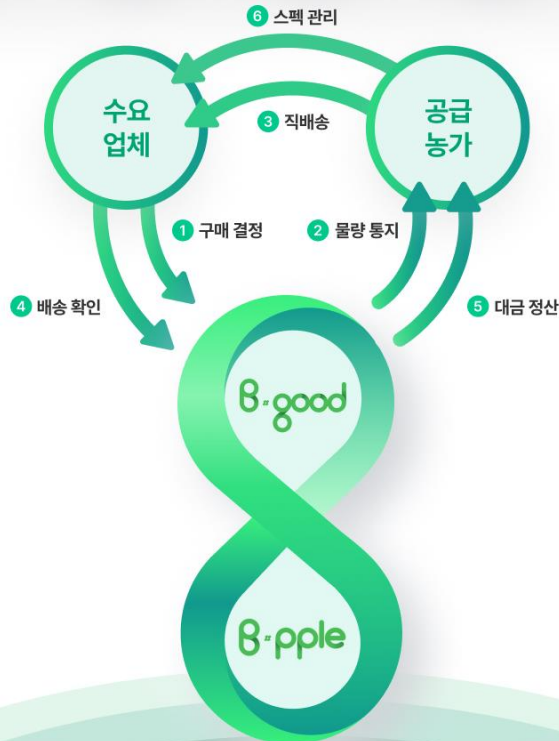 6 스펙 관리
수요
업체
공급
농가
3 직배송
1 구매 결정
2 물량 통지
4 배송 확인
5 대금 정산
B·good
B·pple